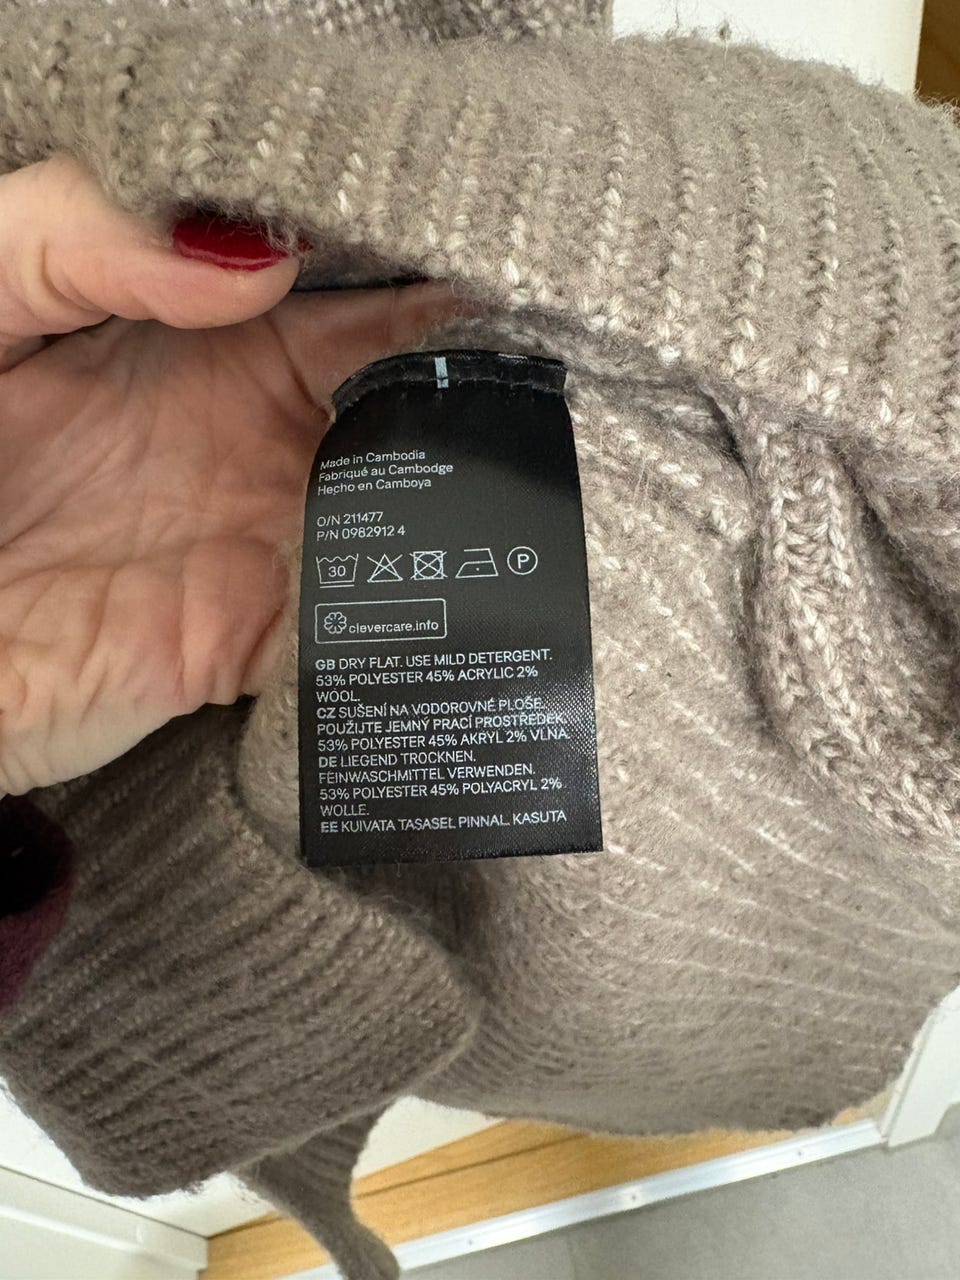 Made in Cambodia
Fabriqué au Cambodge
Hecho en Camboya
O/N 211477
P/N 0982912 4
30 P
clevercare.info
GB DRY FLAT. USE MILD DETERGENT.
53% POLYESTER 45% ACRYLIC 2%
WOOL.
CZ SUŠENÍ NA VODOROVNÉ PLOŠE.
POUŽIJTE JEMNÝ PRACÍ PROSTŘEDEK.
53% POLYESTER 45% AKRYL 2% VLNA.
DE LIEGEND TROCKNEN.
FEINWASCHMITTEL VERWENDEN.
53% POLYESTER 45% POLYACRYL 2%
WOLLE.
EE KUIVATA TASASEL PINNAL. KASUTA